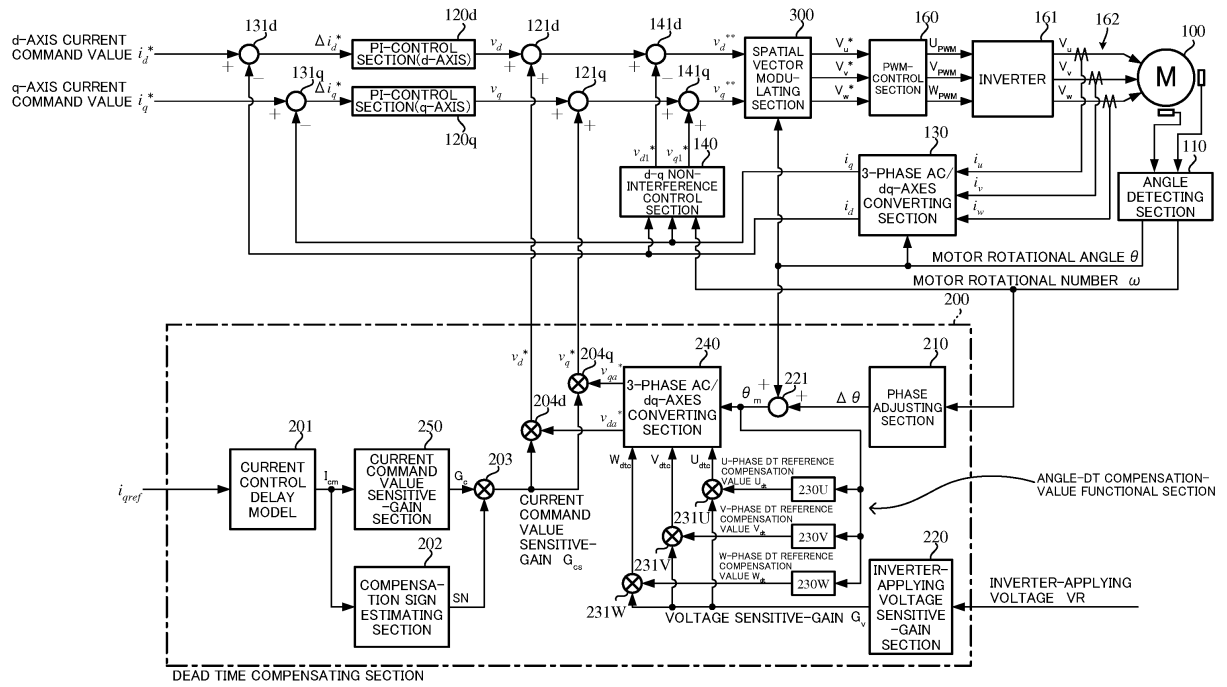 131d
120d
121d
141d
300
160
161
162
100
d-AXIS CURRENT
COMMAND VALUE i_d*
Δi_d*
PI-CONTROL
SECTION(d-AXIS)
v_d
v_d**
SPATIAL
VECTOR
MODU-
LATING
SECTION
V_u*
V_v*
V_w*
PWM-
CONTROL
SECTION
U_PWM
V_PWM
W_PWM
INVERTER
V_u
V_v
V_w
M
+
−
+
+
+
−
131q
121q
141q
q-AXIS CURRENT
COMMAND VALUE i_q*
Δi_q*
PI-CONTROL
SECTION(q-AXIS)
v_q
v_q**
+
−
+
+
+
+
120q
v_d1*
v_q1*
140
130
110
d-q NON-
INTERFERENCE
CONTROL
SECTION
i_q
i_d
3-PHASE AC/
dq-AXES
CONVERTING
SECTION
i_u
i_v
i_w
ANGLE
DETECTING
SECTION
MOTOR ROTATIONAL ANGLE θ
MOTOR ROTATIONAL NUMBER ω
200
v_d*
v_q*
204q
v_qa*
240
210
3-PHASE AC/
dq-AXES
CONVERTING
SECTION
θ_m
+
+
221
Δθ
PHASE
ADJUSTING
SECTION
204d
v_da*
201
250
203
i_qref
CURRENT
CONTROL
DELAY
MODEL
I_cm
CURRENT
COMMAND
VALUE
SENSITIVE-
GAIN SECTION
G_c
CURRENT
COMMAND
VALUE
SENSITIVE-
GAIN G_cs
W_dtc
V_dtc
U_dtc
U-PHASE DT REFERENCE
COMPENSATION
VALUE U_dt
230U
231U
V-PHASE DT REFERENCE
COMPENSATION
VALUE V_dt
230V
231V
W-PHASE DT REFERENCE
COMPENSATION
VALUE W_dt
230W
231W
ANGLE-DT COMPENSATION-
VALUE FUNCTIONAL SECTION
202
COMPENSA-
TION SIGN
ESTIMATING
SECTION
SN
220
INVERTER-
APPLYING
VOLTAGE
SENSITIVE
-GAIN
SECTION
INVERTER-APPLYING
VOLTAGE VR
VOLTAGE SENSITIVE-GAIN G_v
DEAD TIME COMPENSATING SECTION